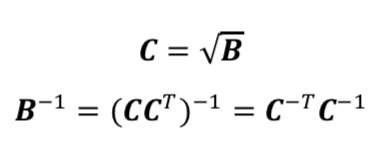 C = √B
B⁻¹ = (CCᵀ)⁻¹ = C⁻ᵀC⁻¹